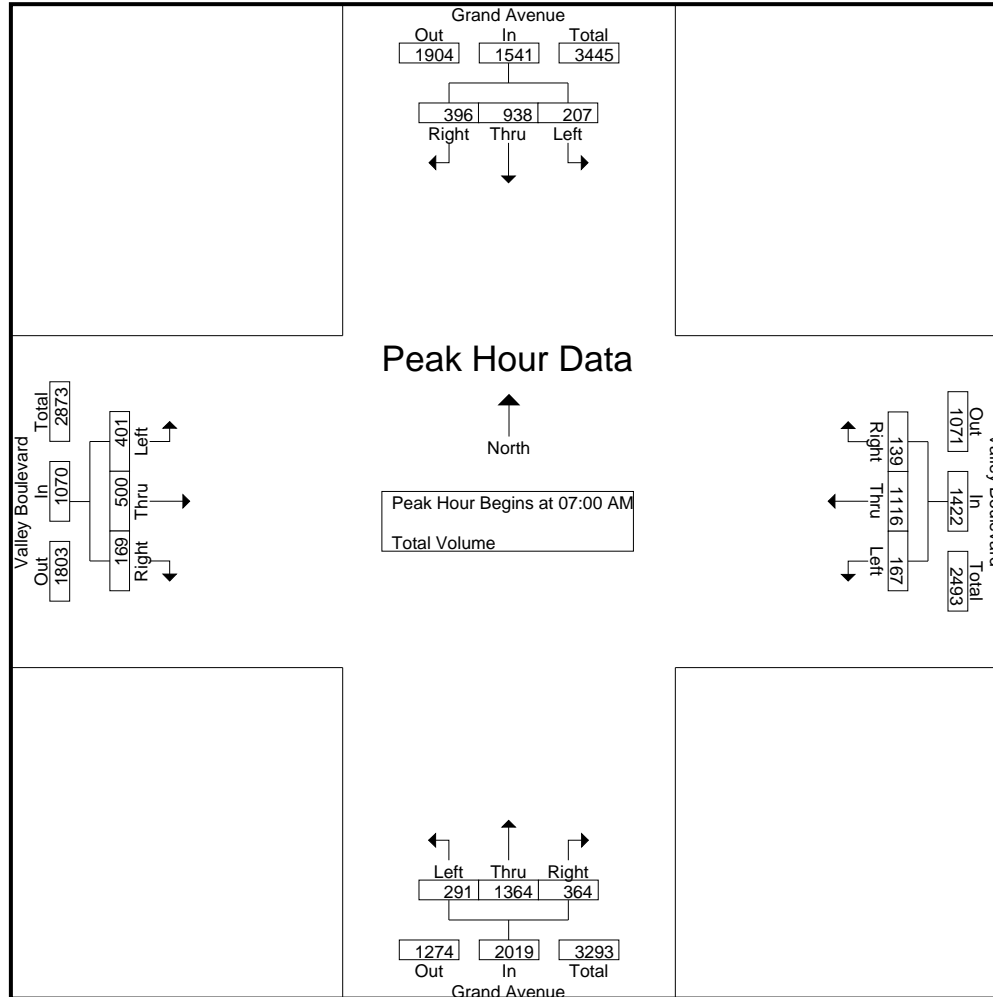 Grand Avenue
Out In Total
1904 1541 3445
396 938 207
Right Thru Left
Peak Hour Data
North
Peak Hour Begins at 07:00 AM
Total Volume
Valley Boulevard
Total In Out
2873 1070 1803
401 500 169
Left Thru Right
Valley Boulevard
Out In Total
1071 1422 2493
139 1116 167
Right Thru Left
Left Thru Right
291 1364 364
1274 2019 3293
Out In Total
Grand Avenue